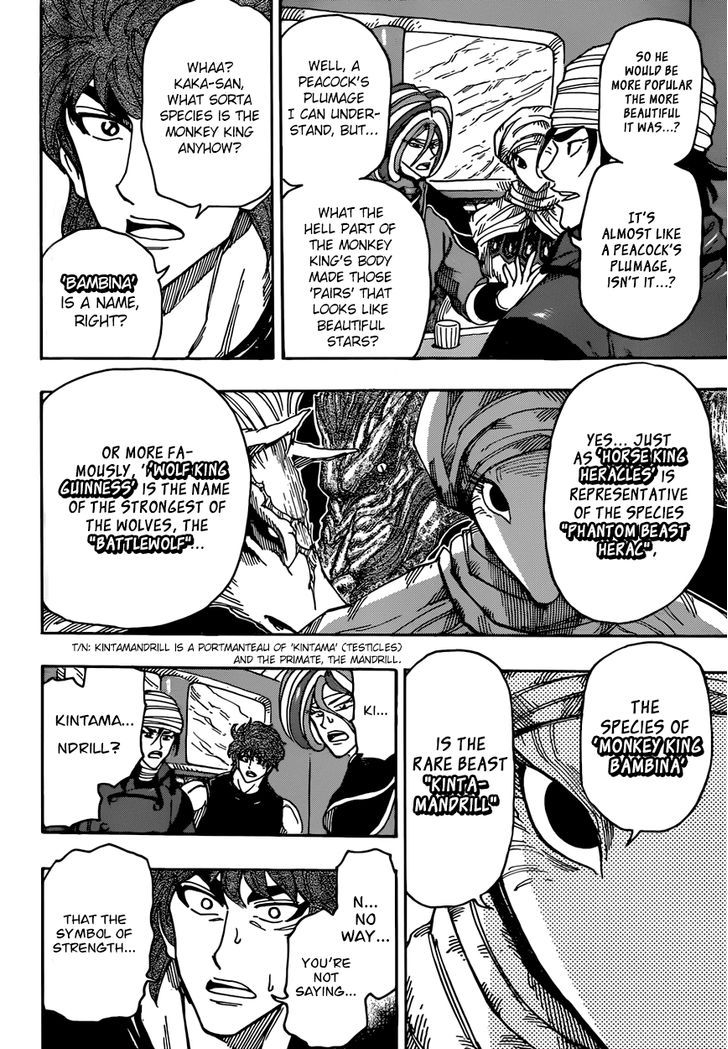 SO HE
WOULD BE
MORE POPULAR
THE MORE
BEAUTIFUL
IT WAS...?
IT'S
ALMOST LIKE
A PEACOCK'S
PLUMAGE,
ISN'T IT...?
WELL, A
PEACOCK'S
PLUMAGE
I CAN UNDER-
STAND, BUT...
WHAT THE
HELL PART OF
THE MONKEY
KING'S BODY
MADE THOSE
'PAIRS' THAT
LOOKS LIKE
BEAUTIFUL
STARS?
WHAA?
KAKA-SAN,
WHAT SORTA
SPECIES IS THE
MONKEY KING
ANYHOW?
'BAMBINA'
IS A NAME,
RIGHT?
YES... JUST
AS 'HORSE KING
HERACLES' IS
REPRESENTATIVE
OF THE SPECIES
"PHANTOM BEAST
HERAC",
OR MORE FA-
MOUSLY, 'WOLF KING
GUINNESS' IS THE NAME
OF THE STRONGEST OF
THE WOLVES, THE
"BATTLEWOLF"...
T/N: KINTAMANDRILL IS A PORTMANTEAU OF 'KINTAMA' (TESTICLES)
AND THE PRIMATE, THE MANDRILL.
THE
SPECIES OF
'MONKEY KING
BAMBINA'
IS THE
RARE BEAST
"KINTA-
MANDRILL"
KI...
KINTAMA...
NDRILL?
N...
NO
WAY...
YOU'RE
NOT
SAYING...
THAT THE
SYMBOL OF
STRENGTH...